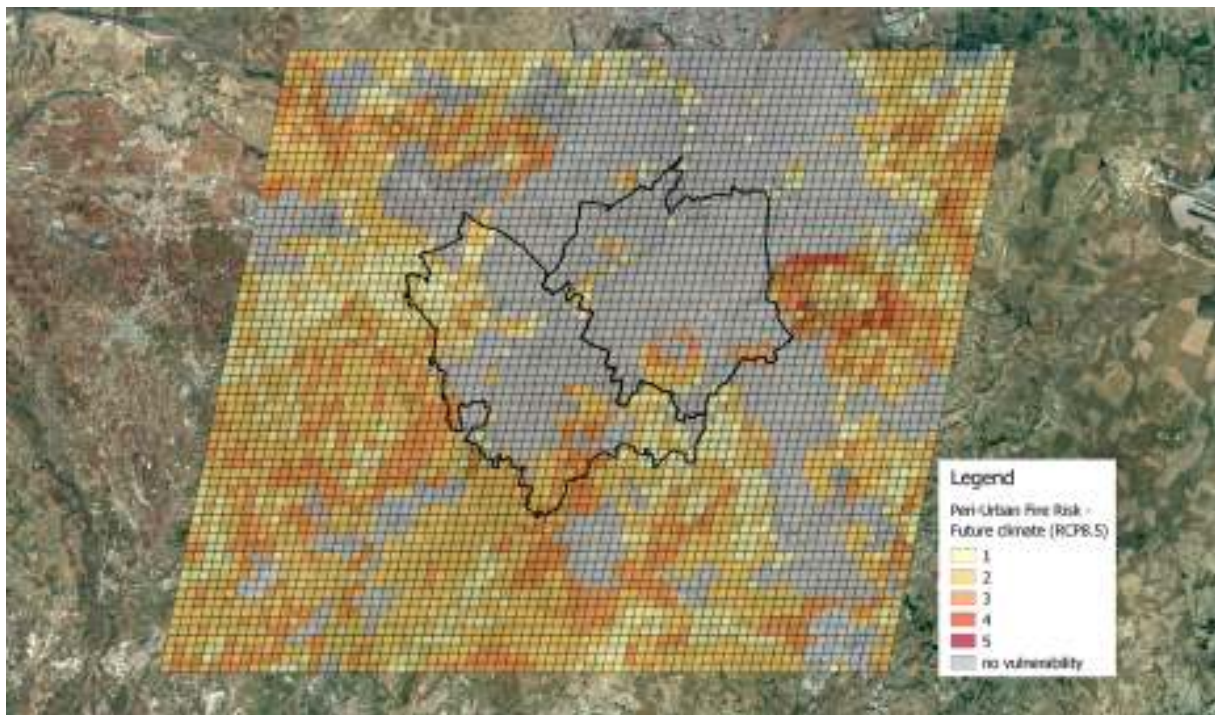 Legend
Peri-Urban Fire Risk -
Future climate (RCP8.5)
1
2
3
4
5
no vulnerability